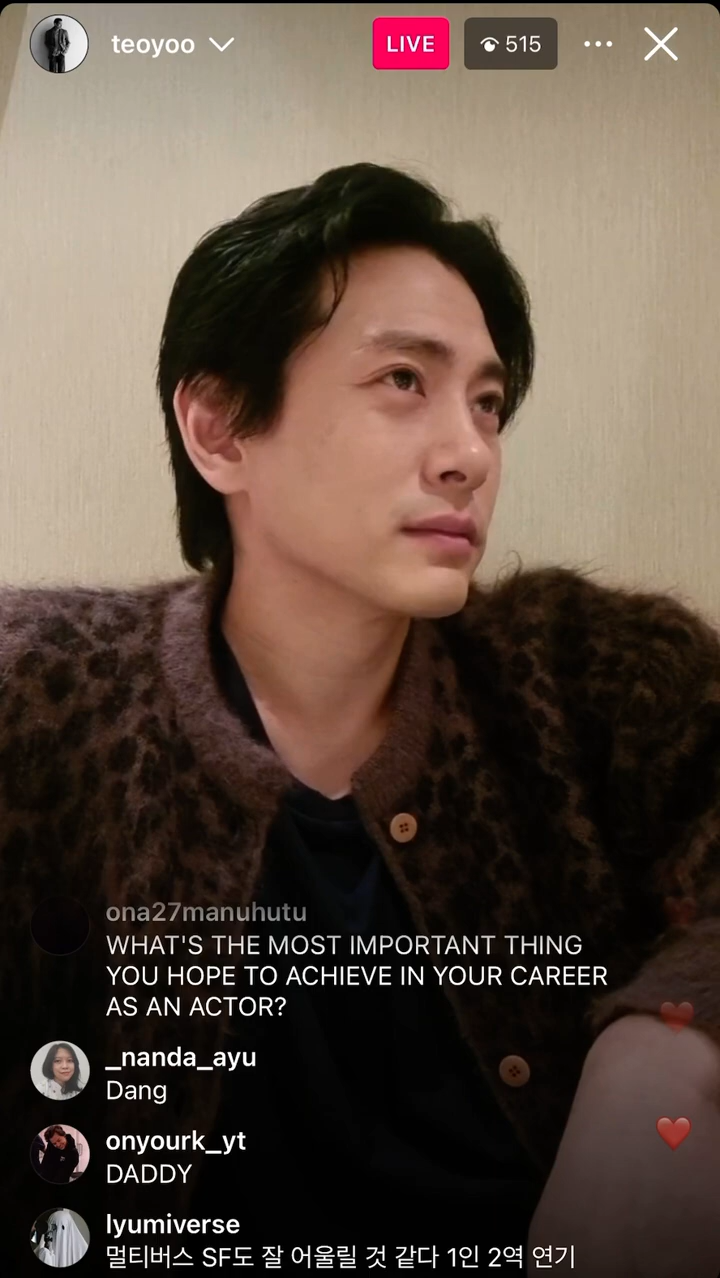 teoyoo
LIVE
515
ona27manuhutu
WHAT'S THE MOST IMPORTANT THING
YOU HOPE TO ACHIEVE IN YOUR CAREER
AS AN ACTOR?
_nanda_ayu
Dang
onyourk_yt
DADDY
lyumiverse
멀티버스 SF도 잘 어울릴 것 같다 1인 2역 연기